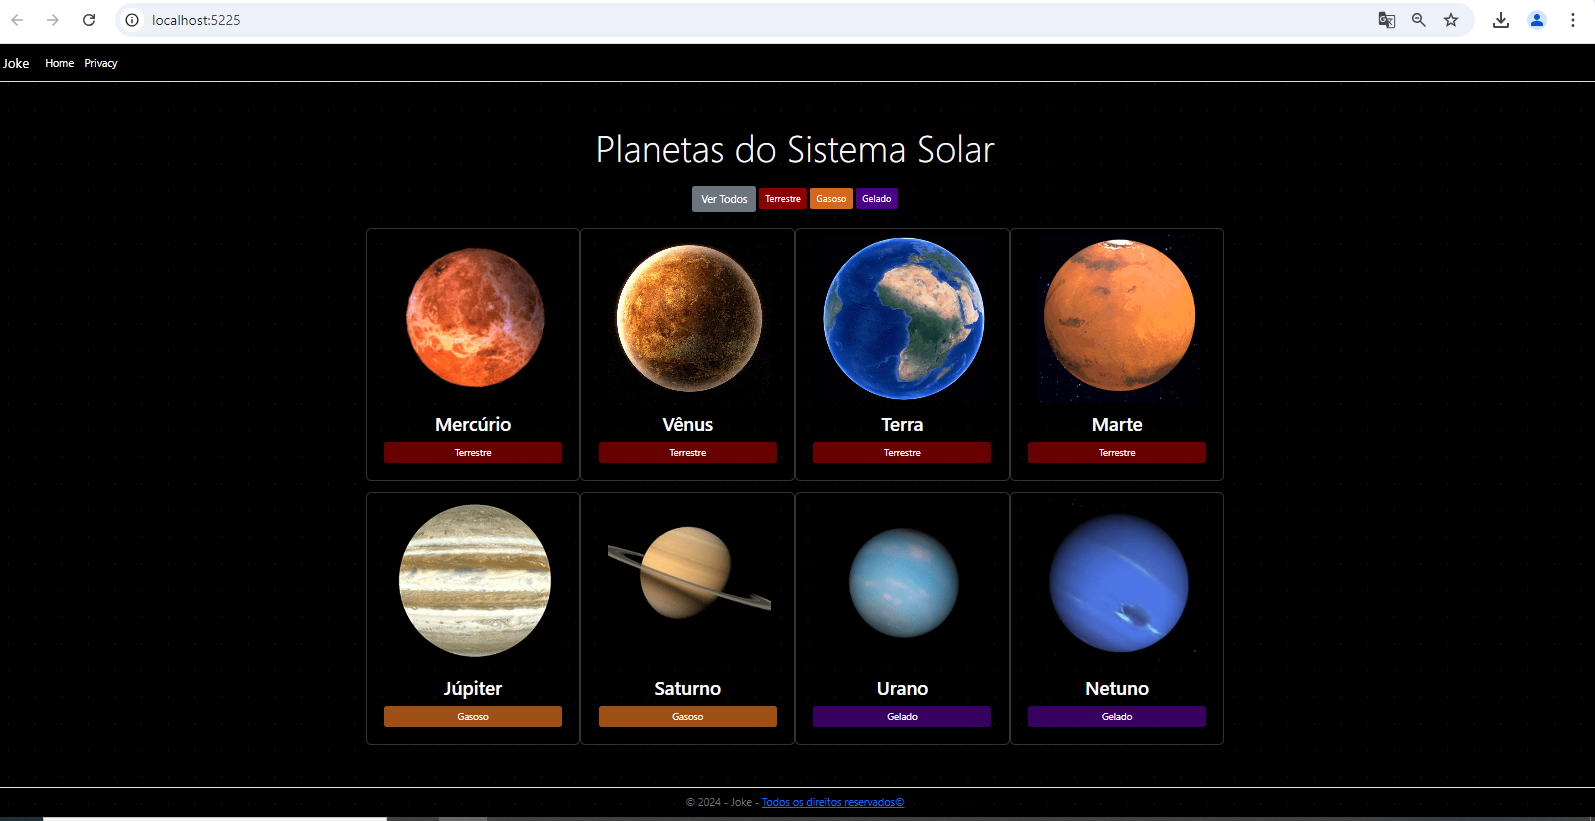 localhost:5225
Joke Home Privacy
Planetas do Sistema Solar
Ver Todos Terrestre Gasoso Gelado
Mercúrio Vênus Terra Marte
Terrestre Terrestre Terrestre Terrestre
Júpiter Saturno Urano Netuno
Gasoso Gasoso Gelado Gelado
© 2024 - Joke - Todos os direitos reservados©